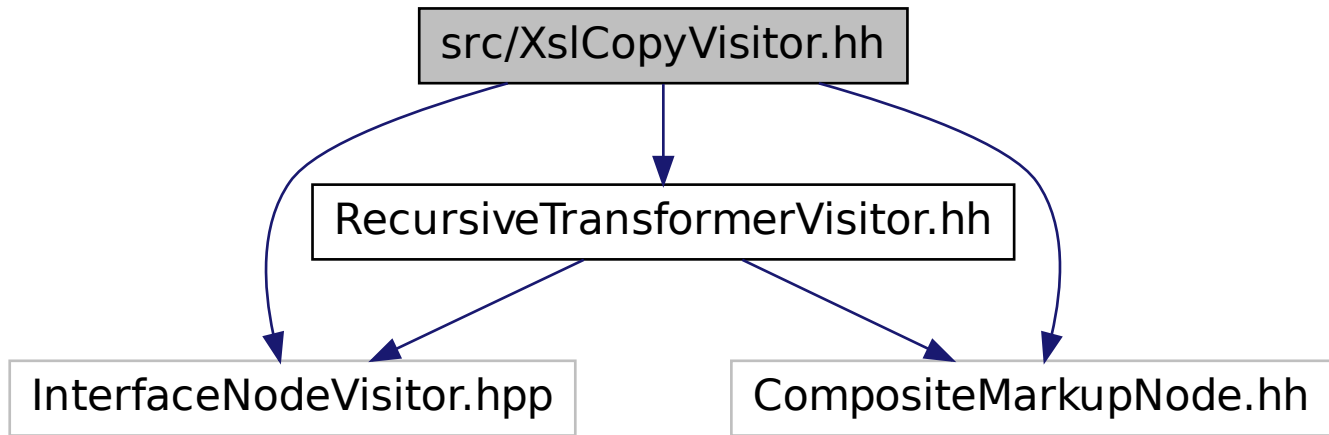 src/XslCopyVisitor.hh
RecursiveTransformerVisitor.hh
InterfaceNodeVisitor.hpp
CompositeMarkupNode.hh